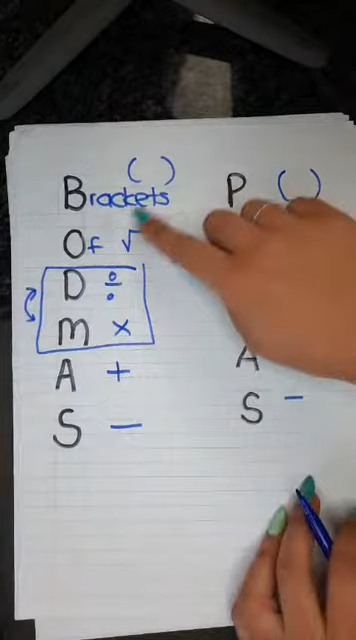 ( )
Brackets
Of √
D ÷
M ×
A +
S −
P ( )
A
S −